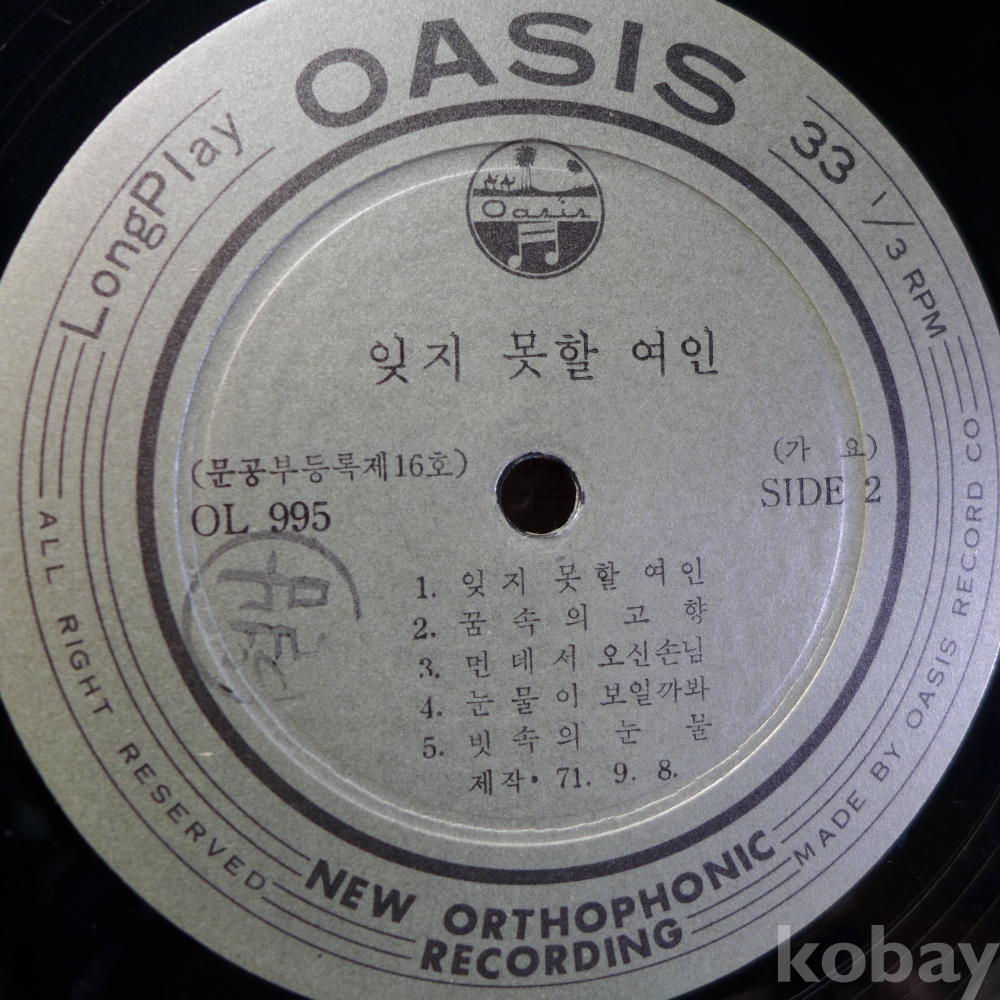 OASIS
LongPlay
33 1/3 RPM
Oasis
잊지 못할 여인
(문공부등록제16호)
OL 995
(가 요)
SIDE 2
1. 잊지 못할 여인
2. 꿈 속의 고 향
3. 먼 데서 오신손님
4. 눈물이 보일까봐
5. 빗속의 눈 물
제작· 71. 9. 8.
ALL RIGHT RESERVED
NEW ORTHOPHONIC
RECORDING
MADE BY OASIS RECORD CO
kobay